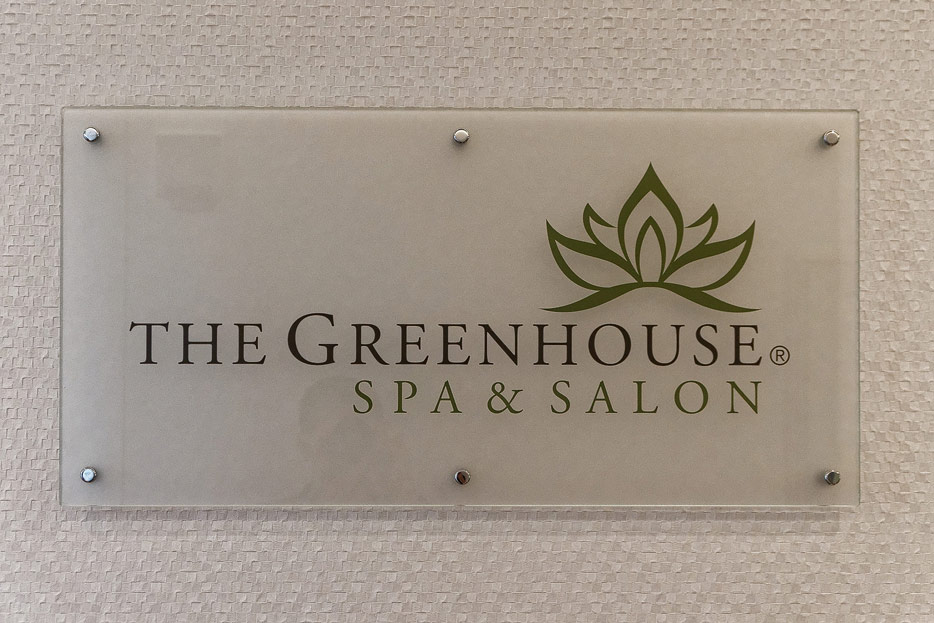 THE GREENHOUSE®
SPA & SALON